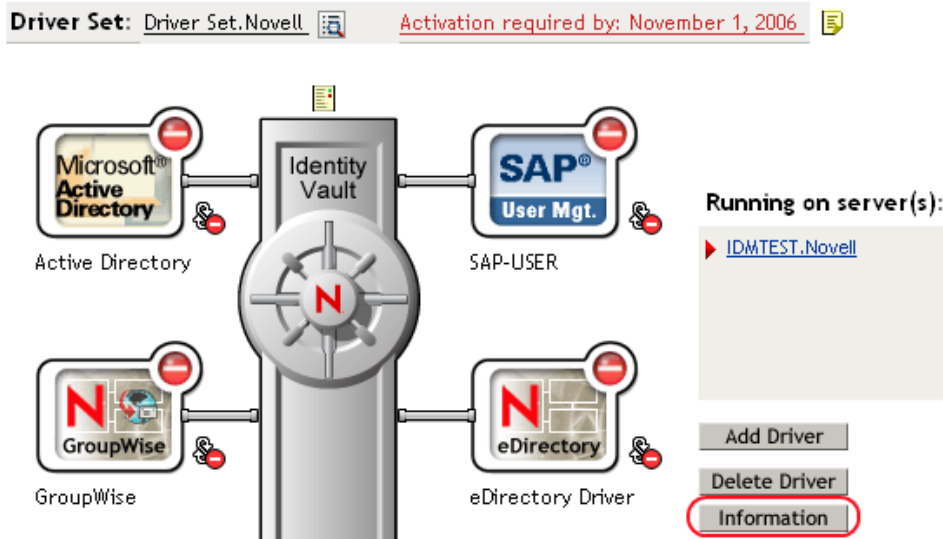 Driver Set: Driver Set.Novell Activation required by: November 1, 2006
Identity
Vault
Microsoft®
Active
Directory
SAP®
User Mgt.
Active Directory
SAP-USER
Running on server(s):
IDMTEST.Novell
N
N
GroupWise
N
eDirectory
GroupWise
eDirectory Driver
Add Driver
Delete Driver
Information